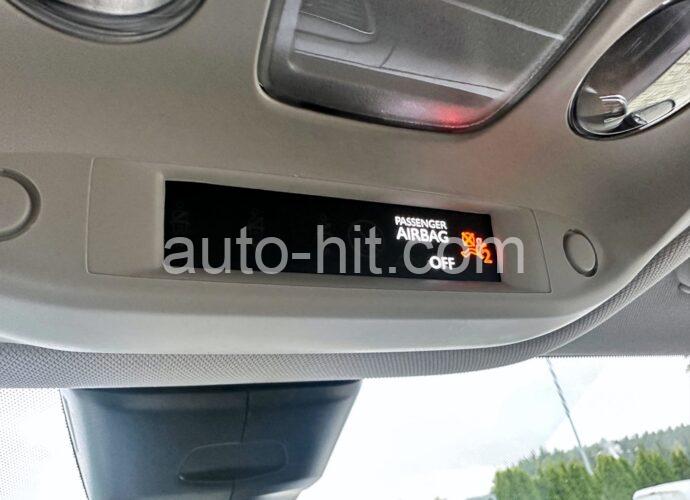 PASSENGER
AIRBAG
2
OFF
auto-hit.com